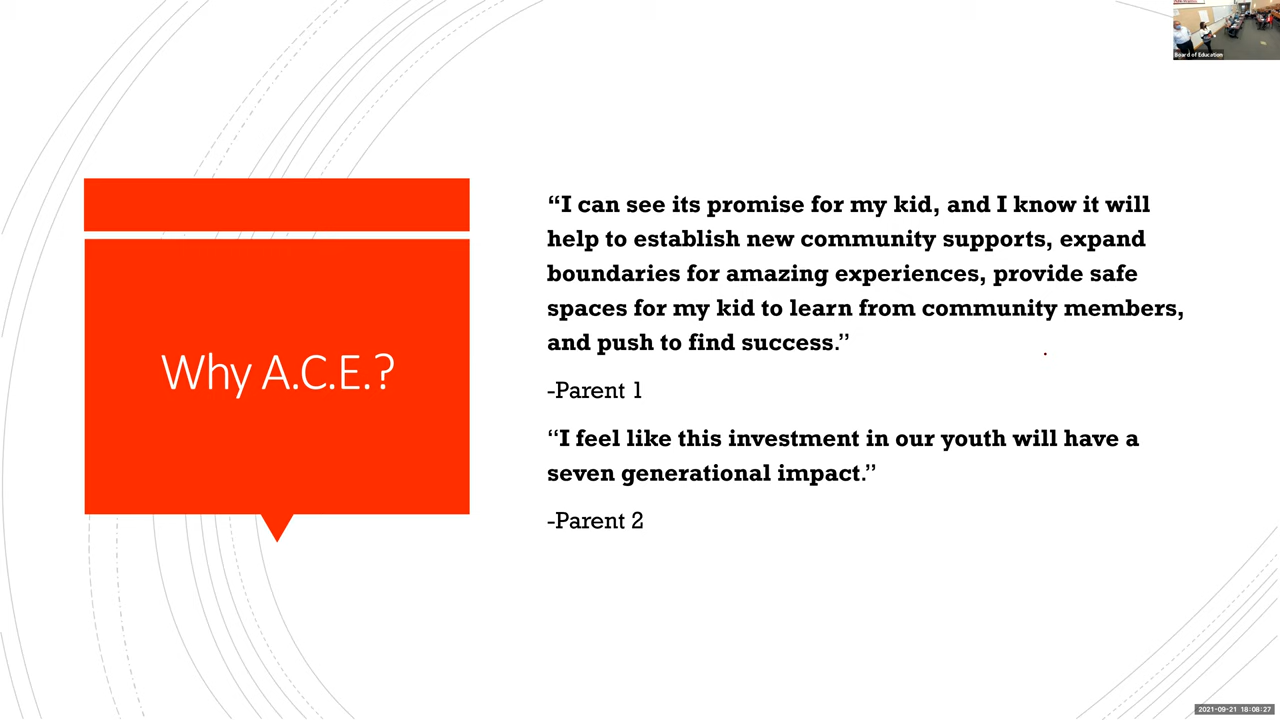 Board of Education
Why A.C.E.?
“I can see its promise for my kid, and I know it will
help to establish new community supports, expand
boundaries for amazing experiences, provide safe
spaces for my kid to learn from community members,
and push to find success.”
-Parent 1
“I feel like this investment in our youth will have a
seven generational impact.”
-Parent 2
2021-09-21 18:08:27